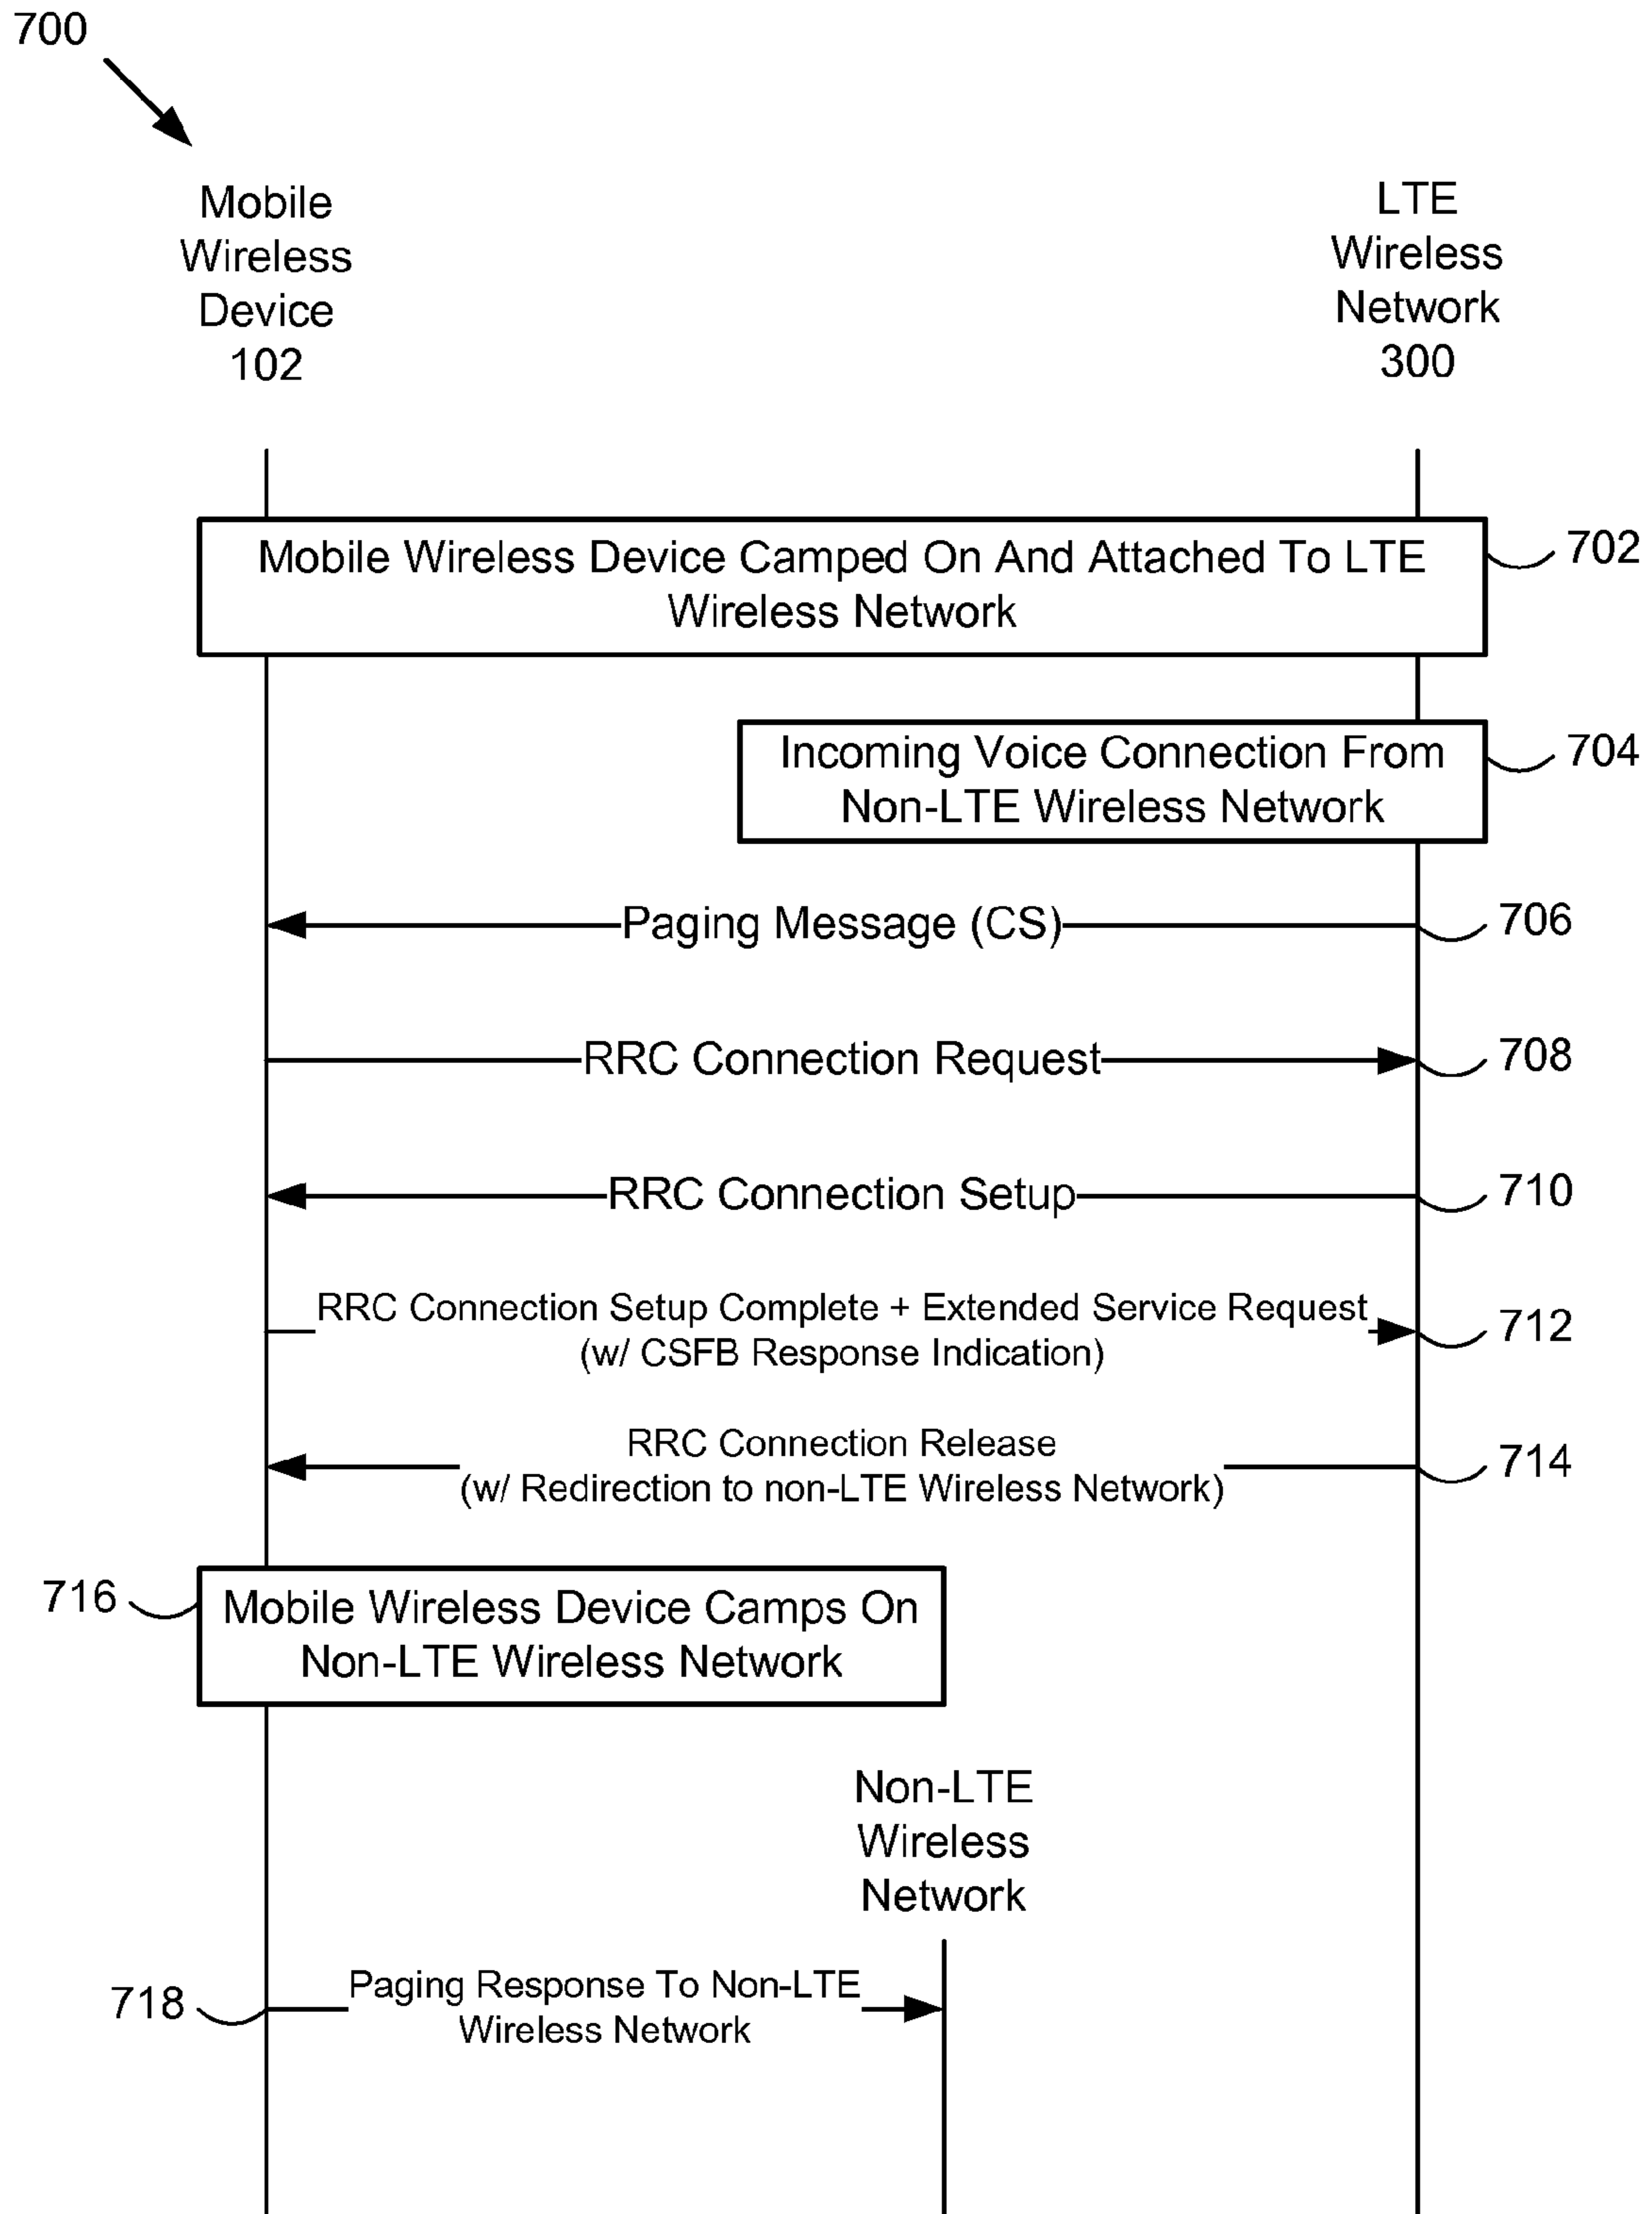 700
Mobile
Wireless
Device
102
LTE
Wireless
Network
300
Mobile Wireless Device Camped On And Attached To LTE
Wireless Network
702
Incoming Voice Connection From
Non-LTE Wireless Network
704
Paging Message (CS)
706
RRC Connection Request
708
RRC Connection Setup
710
RRC Connection Setup Complete + Extended Service Request
(w/ CSFB Response Indication)
712
RRC Connection Release
(w/ Redirection to non-LTE Wireless Network)
714
716
Mobile Wireless Device Camps On
Non-LTE Wireless Network
Non-LTE
Wireless
Network
718
Paging Response To Non-LTE
Wireless Network